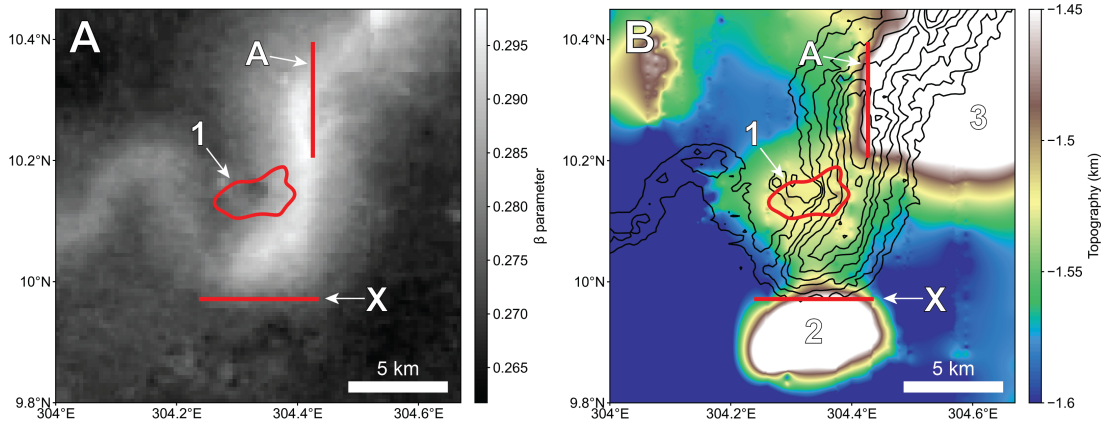 A
10.4°N
10.2°N
10°N
9.8°N
304°E
304.2°E
304.4°E
304.6°E
A
1
X
5 km
0.295
0.290
0.285
0.280
0.275
0.270
0.265
β parameter
B
10.4°N
10.2°N
10°N
9.8°N
304°E
304.2°E
304.4°E
304.6°E
A
1
3
X
2
5 km
−1.45
−1.5
−1.55
−1.6
Topography (km)